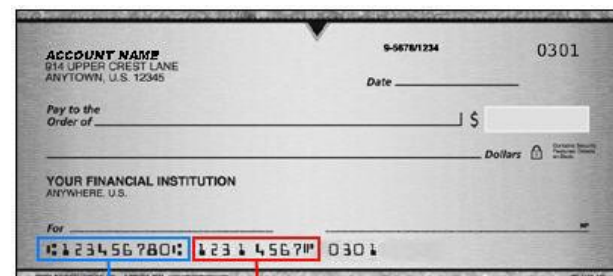 ACCOUNT NAME
914 UPPER CREST LANE
ANYTOWN, U.S. 12345
9-5678/1234
0301
Date
Pay to the
Order of
$
Dollars
YOUR FINANCIAL INSTITUTION
ANYWHERE, U.S.
For
MP
⑆123456780⑆ 1231 4567⑈ 0301